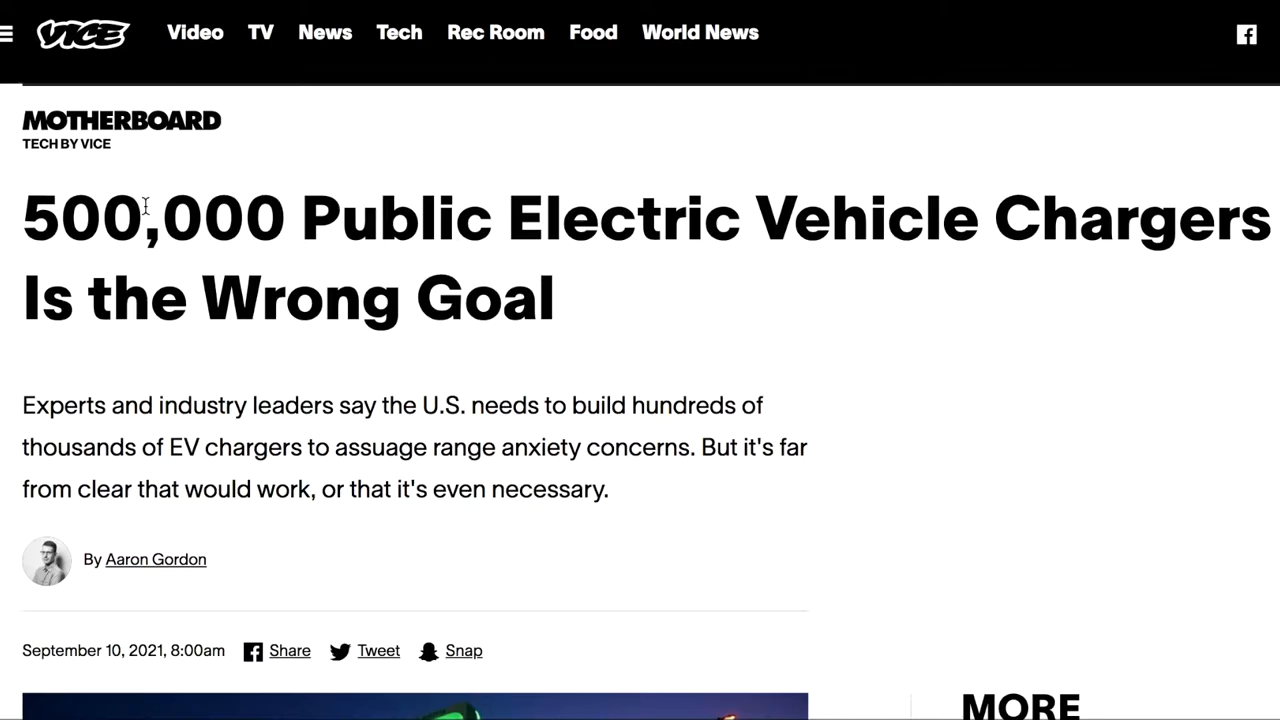 VICE Video TV News Tech Rec Room Food World News
MOTHERBOARD
TECH BY VICE
500,000 Public Electric Vehicle Chargers
Is the Wrong Goal
Experts and industry leaders say the U.S. needs to build hundreds of
thousands of EV chargers to assuage range anxiety concerns. But it's far
from clear that would work, or that it's even necessary.
By Aaron Gordon
September 10, 2021, 8:00am Share Tweet Snap
MORE